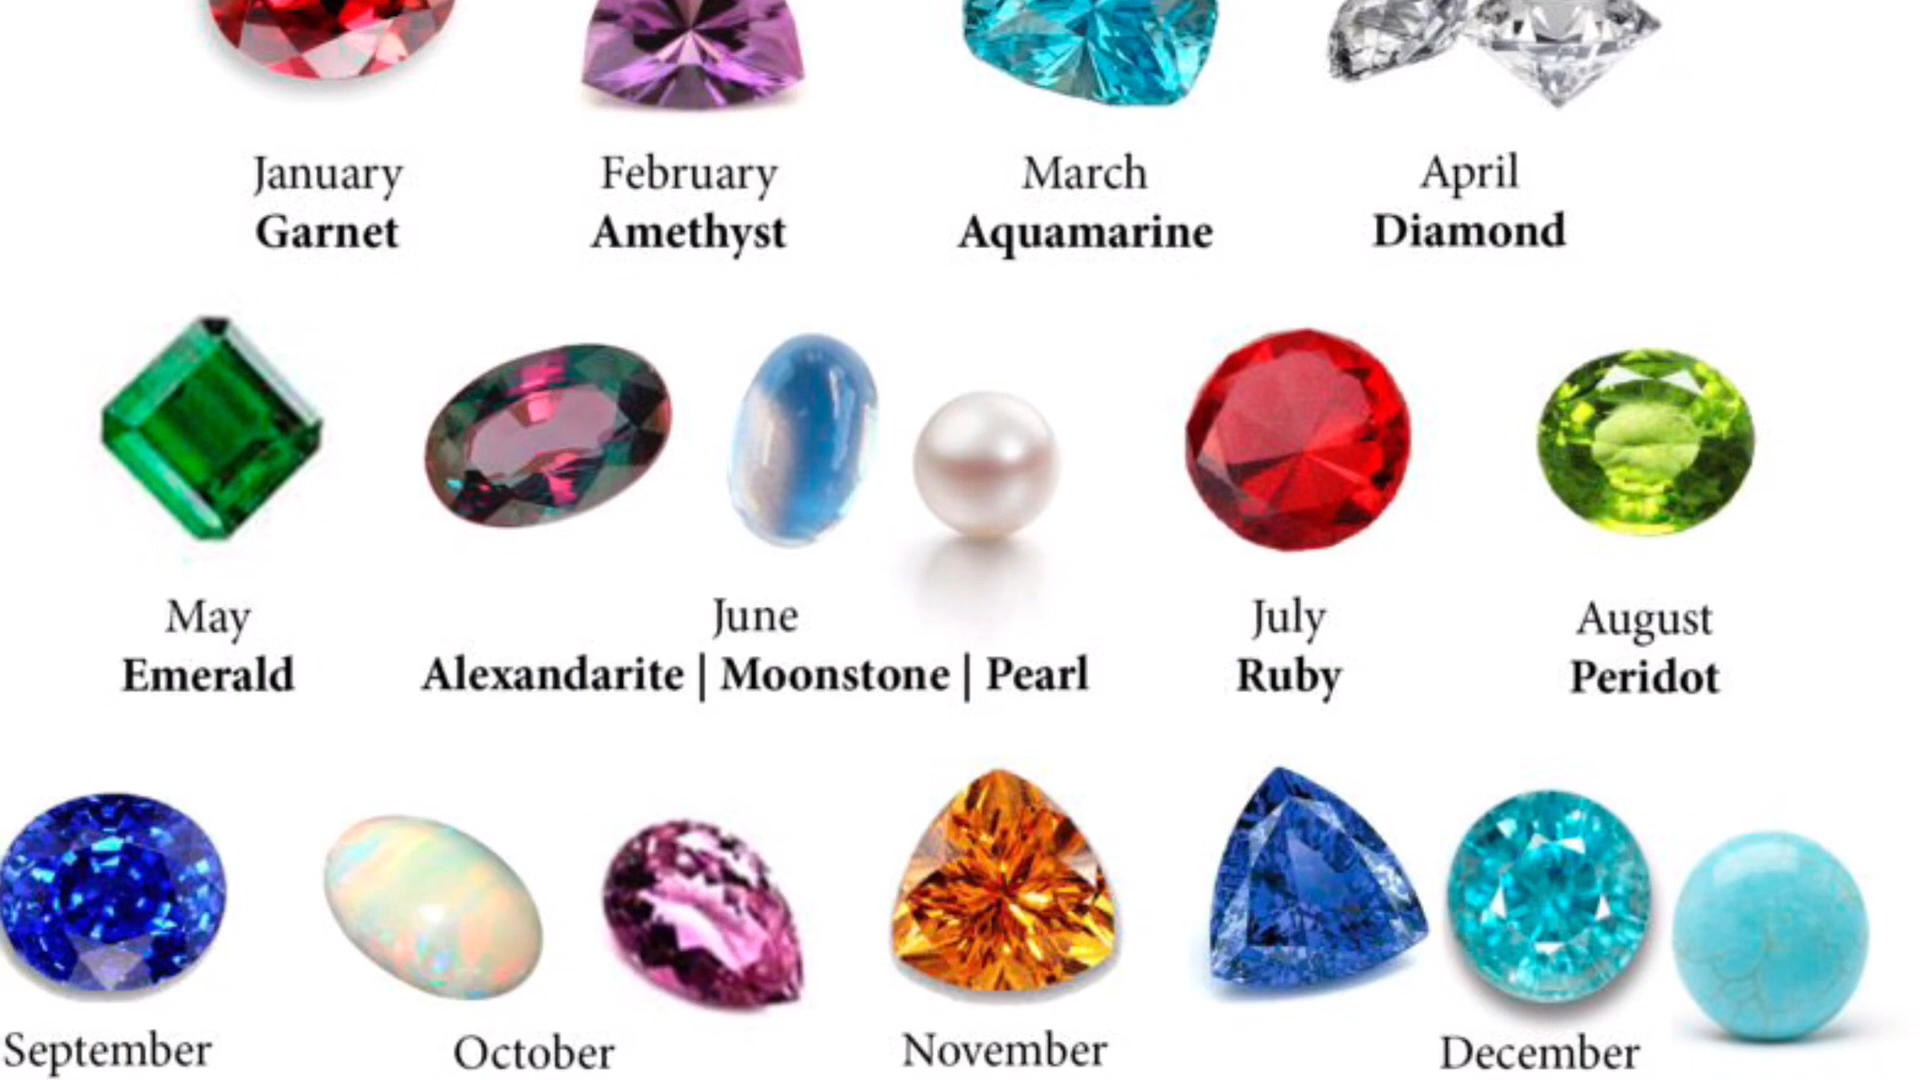 January February March April
Garnet Amethyst Aquamarine Diamond
May June July August
Emerald Alexandarite | Moonstone | Pearl Ruby Peridot
September October November December